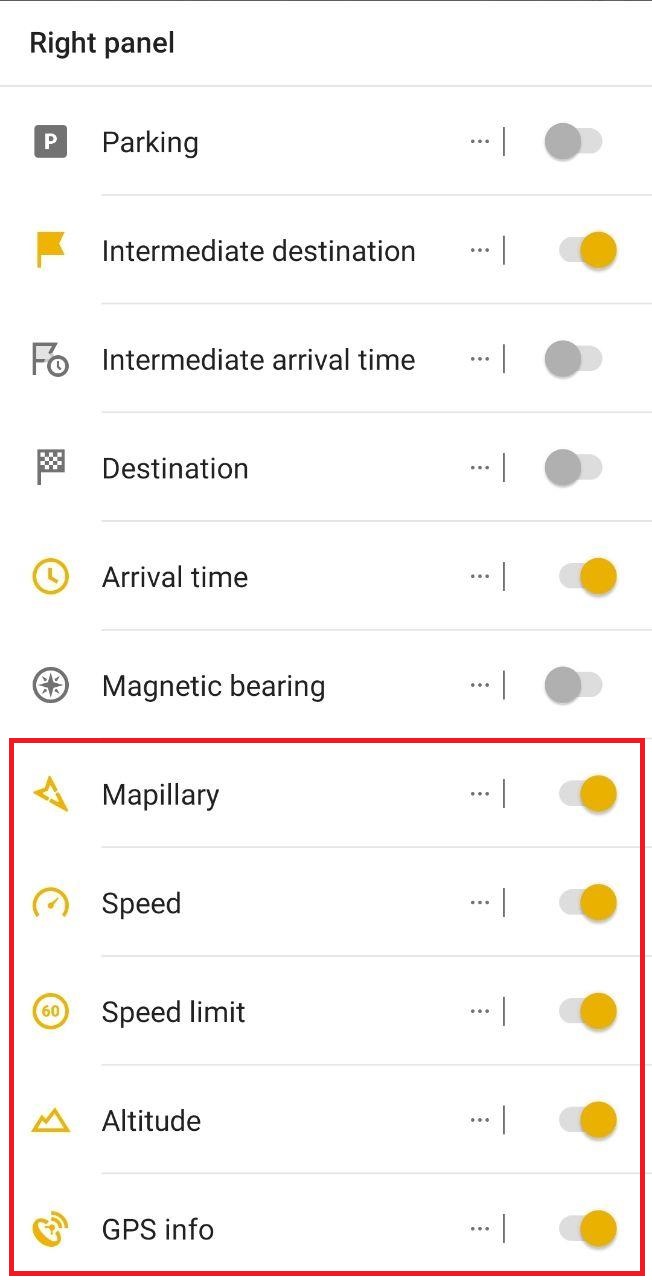 Right panel
P Parking
Intermediate destination
Intermediate arrival time
Destination
Arrival time
Magnetic bearing
Mapillary
Speed
60 Speed limit
Altitude
GPS info